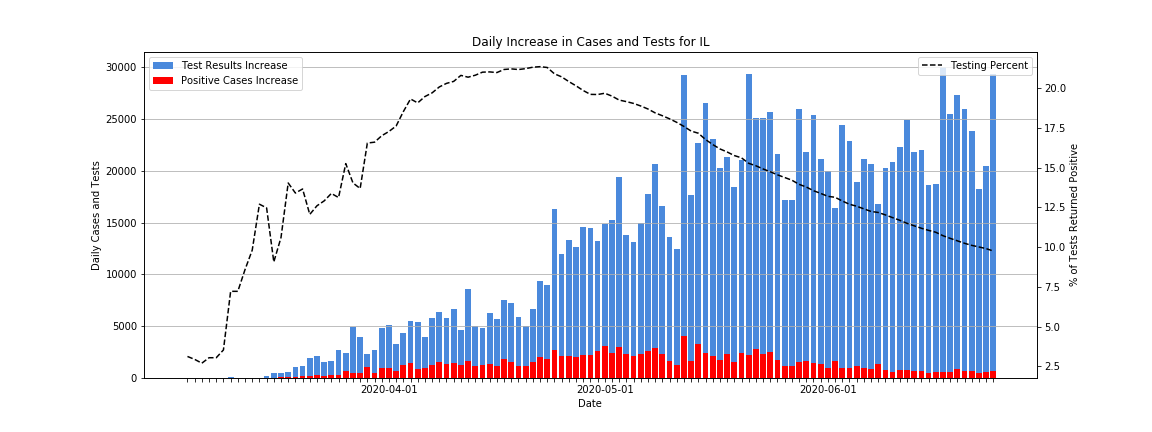 Daily Increase in Cases and Tests for IL
Test Results Increase
Positive Cases Increase
Testing Percent
30000
25000
20000
15000
10000
5000
0
Daily Cases and Tests
20.0
17.5
15.0
12.5
10.0
7.5
5.0
2.5
% of Tests Returned Positive
2020-04-01
2020-05-01
2020-06-01
Date